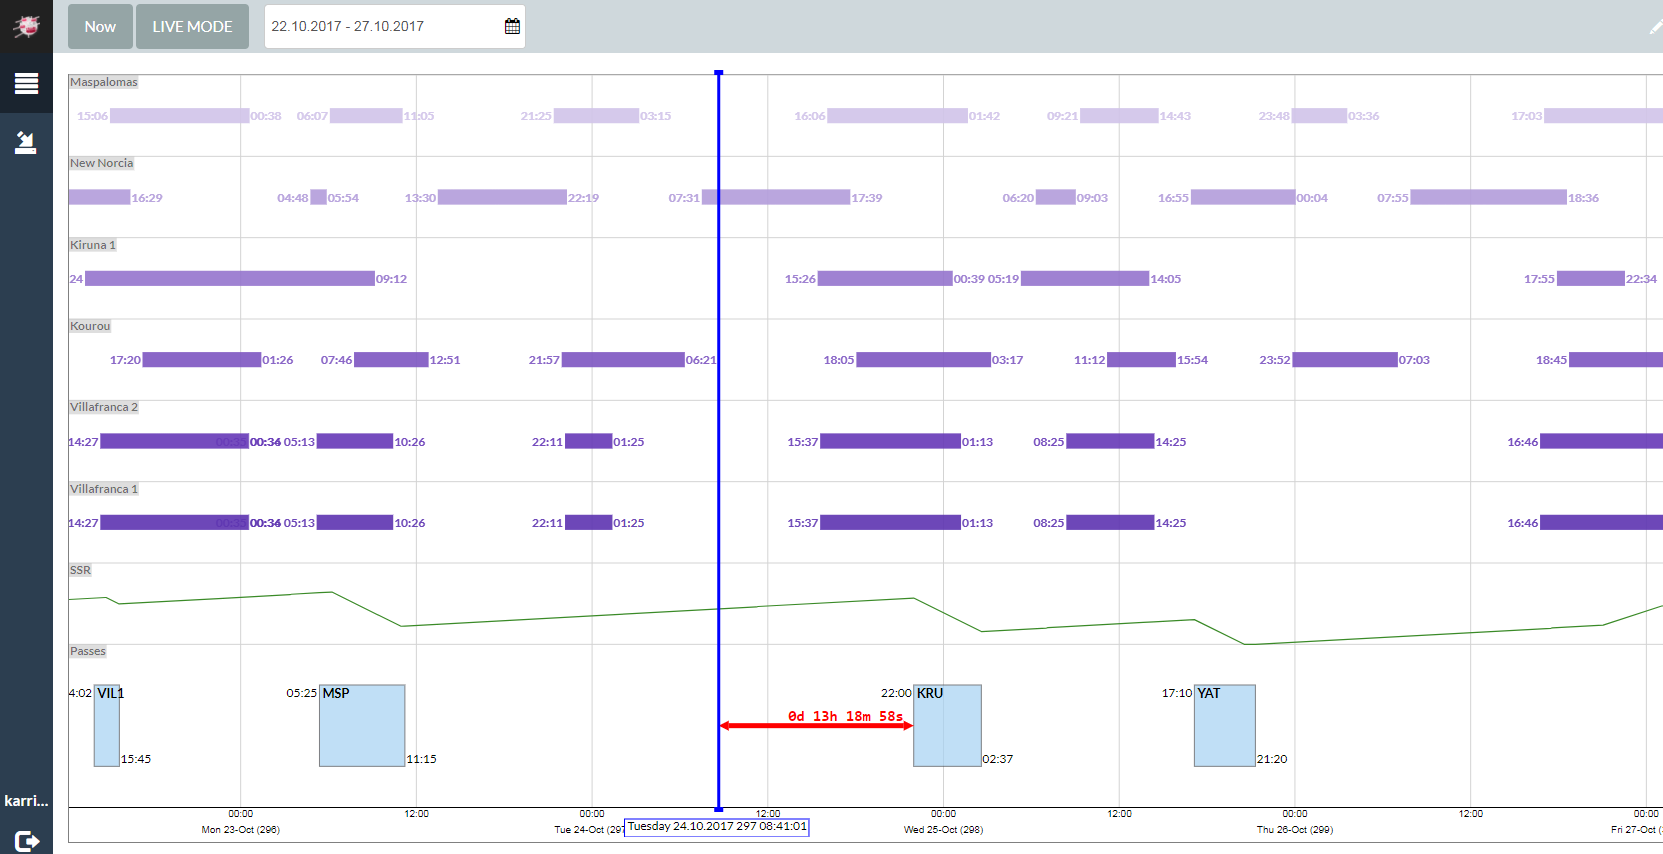 Now LIVE MODE 22.10.2017 - 27.10.2017
Maspalomas
15:06 00:38 06:07 11:05 21:25 03:15 16:06 01:42 09:21 14:43 23:48 03:36 17:03
New Norcia
16:29 04:48 05:54 13:30 22:19 07:31 17:39 06:20 09:03 16:55 00:04 07:55 18:36
Kiruna 1
24 09:12 15:26 00:39 05:19 14:05 17:55 22:34
Kourou
17:20 01:26 07:46 12:51 21:57 06:21 18:05 03:17 11:12 15:54 23:52 07:03 18:45
Villafranca 2
14:27 00:35 00:36 05:13 10:26 22:11 01:25 15:37 01:13 08:25 14:25 16:46
Villafranca 1
14:27 00:35 00:36 05:13 10:26 22:11 01:25 15:37 01:13 08:25 14:25 16:46
SSR
Passes
4:02 VIL1 05:25 MSP 22:00 KRU 17:10 YAT
0d 13h 18m 58s
15:45 11:15 02:37 21:20
00:00 12:00 00:00 12:00 00:00 12:00 00:00 12:00 00:00
Mon 23-Oct (296) Tue 24-Oct (297 Tuesday 24.10.2017 297 08:41:01 Wed 25-Oct (298) Thu 26-Oct (299) Fri 27-Oct (
karri...